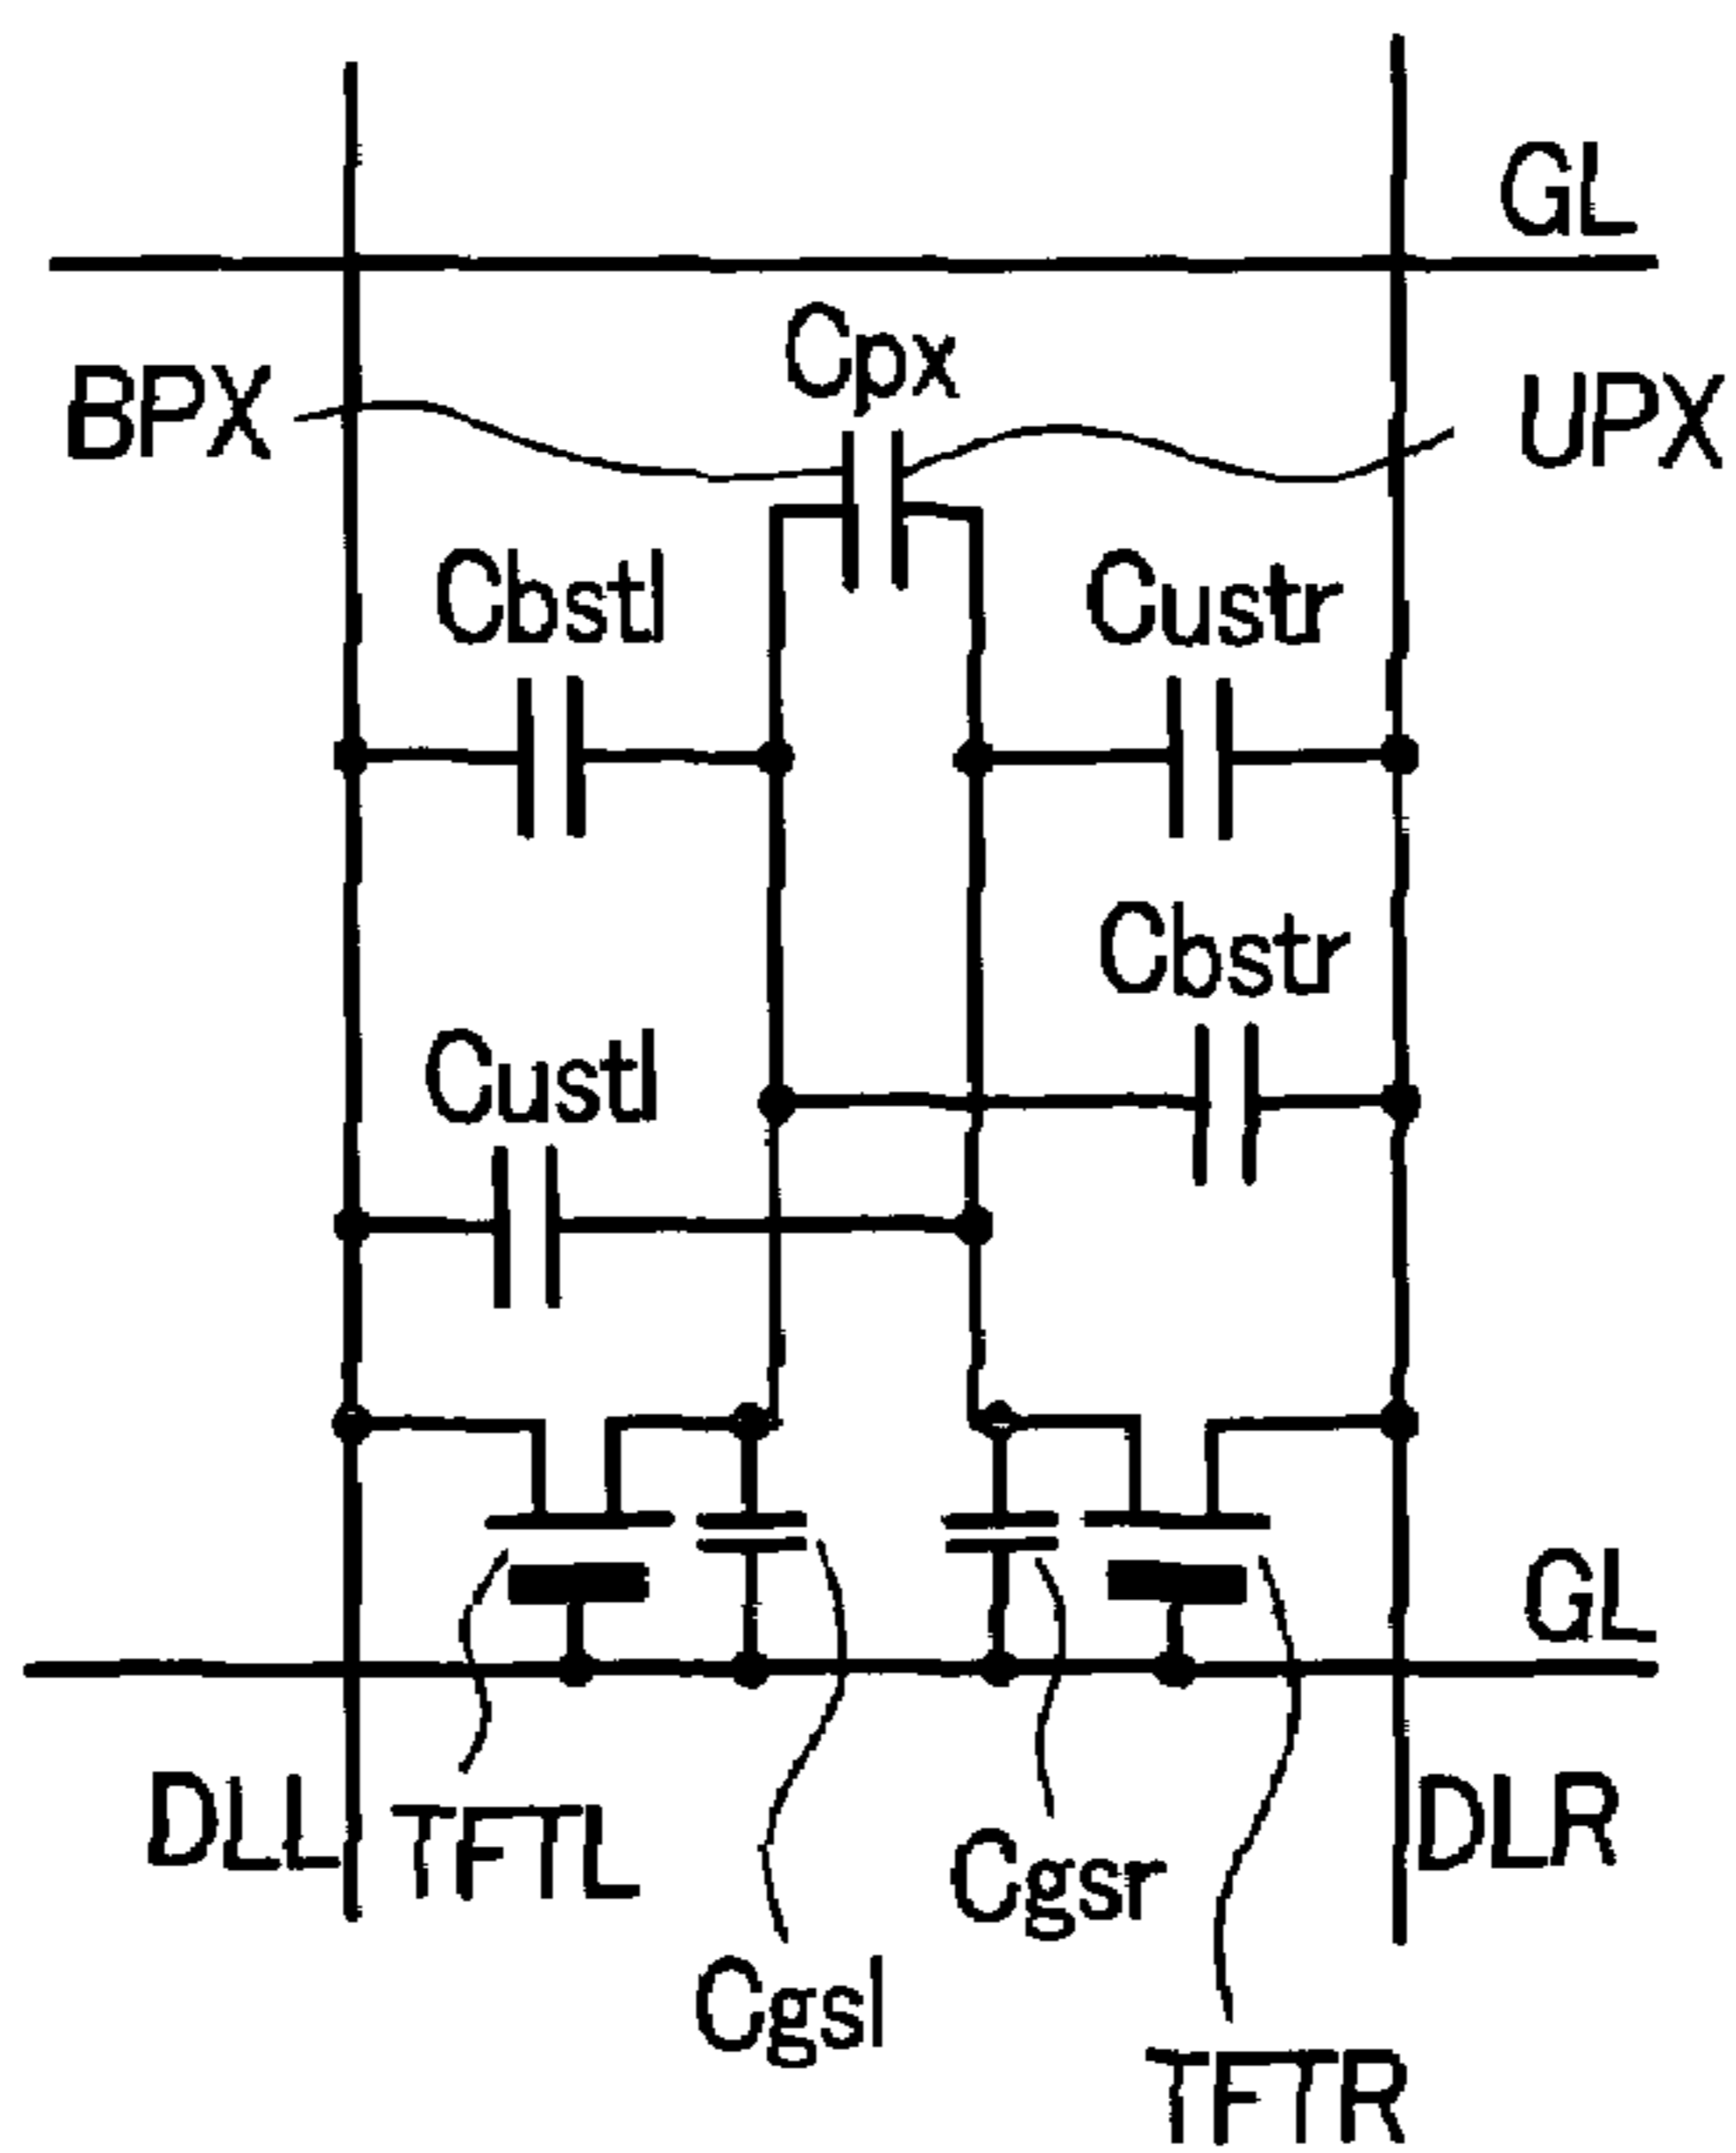 GL
Cpx
BPX
UPX
Cbstl
Custr
Cbstr
Custl
GL
DLL
TFTL
DLR
Cgsr
Cgsl
TFTR